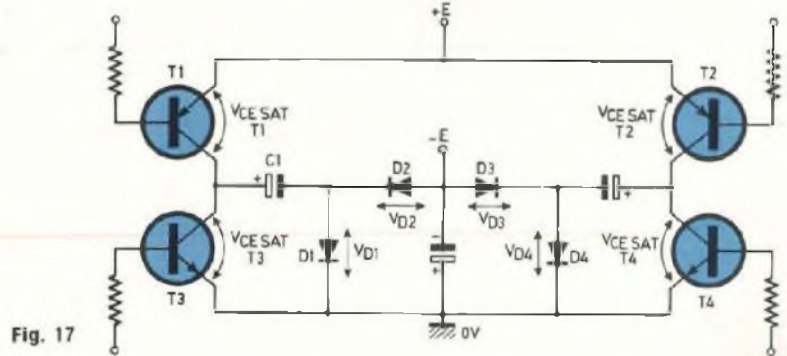 +E
T1
T2
VCE SAT
T1
VCE SAT
T2
-E
C1
+
D2
D3
+
VD2
VD3
VCE SAT
T3
D1
VD1
-
+
VD4
D4
VCE SAT
T4
T3
T4
Fig. 17
0V